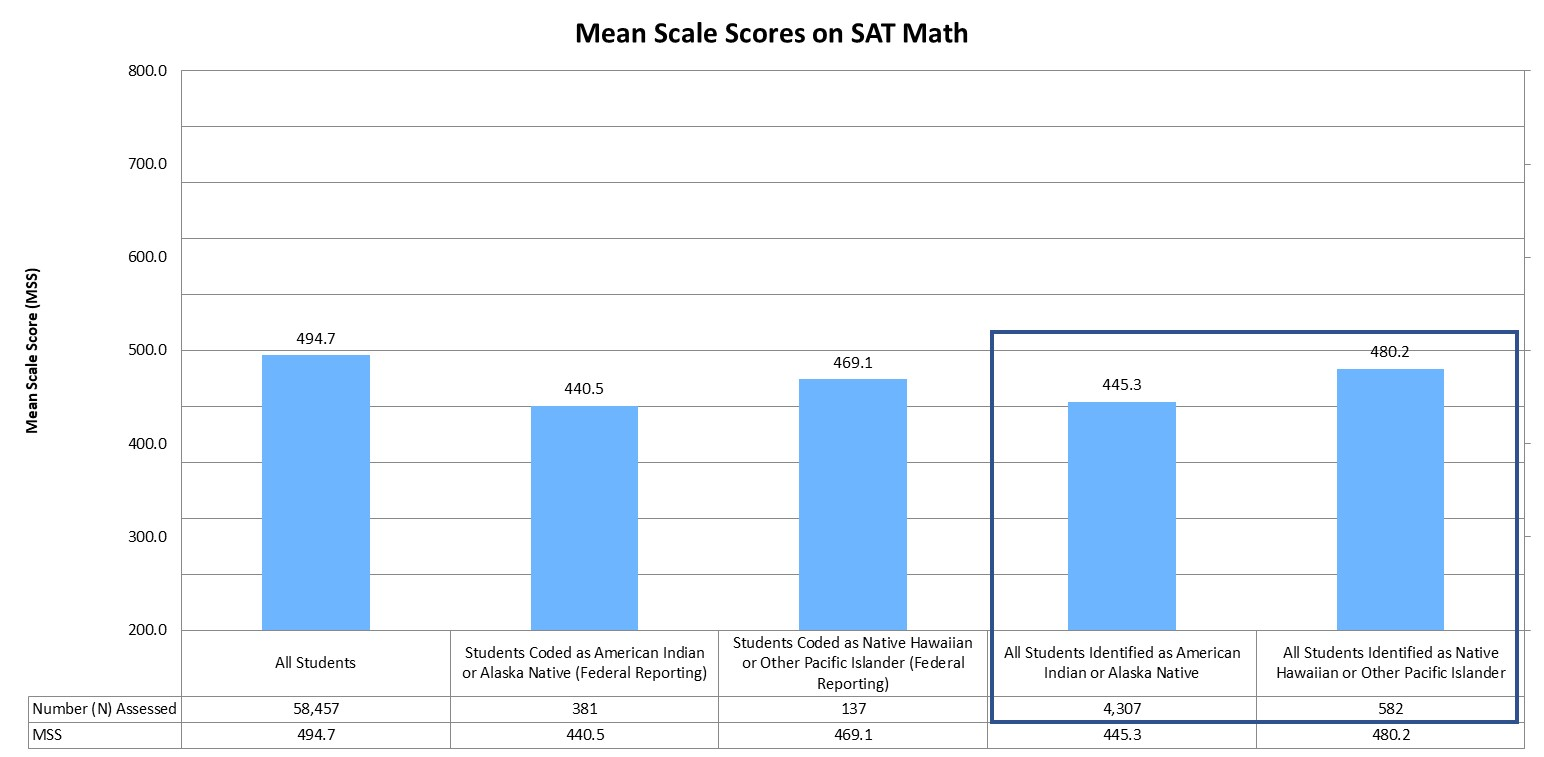 Mean Scale Scores on SAT Math
800.0
700.0
600.0
500.0
400.0
300.0
200.0
Mean Scale Score (MSS)
494.7
440.5
469.1
445.3
480.2
All Students
Students Coded as American Indian
or Alaska Native (Federal Reporting)
Students Coded as Native Hawaiian
or Other Pacific Islander (Federal
Reporting)
All Students Identified as American
Indian or Alaska Native
All Students Identified as Native
Hawaiian or Other Pacific Islander
Number (N) Assessed 58,457 381 137 4,307 582
MSS 494.7 440.5 469.1 445.3 480.2